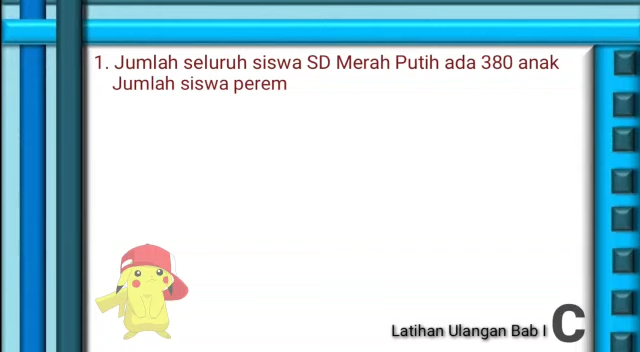 1. Jumlah seluruh siswa SD Merah Putih ada 380 anak
Jumlah siswa perem
Latihan Ulangan Bab I C